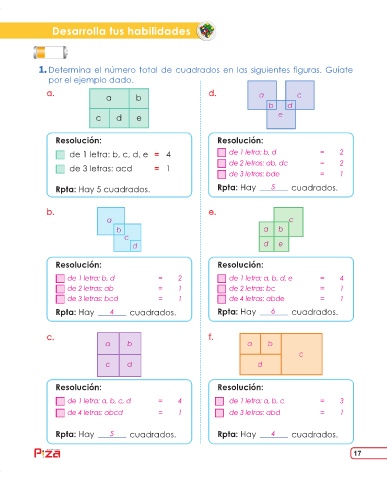 Desarrolla tus habilidades
1. Determina el número total de cuadrados en las siguientes figuras. Guíate
por el ejemplo dado.
a.
a b
c d e
Resolución:
de 1 letra: b, c, d, e = 4
de 3 letras: acd = 1
Rpta: Hay 5 cuadrados.
d.
a c
b d
e
Resolución:
de 1 letra: b, d = 2
de 2 letras: ab, dc = 2
de 3 letras: bde = 1
Rpta: Hay 5 cuadrados.
b.
a
b
c
d
Resolución:
de 1 letra: b, d = 2
de 2 letras: ab = 1
de 3 letras: bcd = 1
Rpta: Hay 4 cuadrados.
e.
c
a b
d e
Resolución:
de 1 letra: a, b, d, e = 4
de 2 letras: bc = 1
de 4 letras: abde = 1
Rpta: Hay 6 cuadrados.
c.
a b
c d
Resolución:
de 1 letra: a, b, c, d = 4
de 4 letras: abcd = 1
Rpta: Hay 5 cuadrados.
f.
a b
c
d
Resolución:
de 1 letra: a, b, c = 3
de 3 letras: abd = 1
Rpta: Hay 4 cuadrados.
P1ZA
17